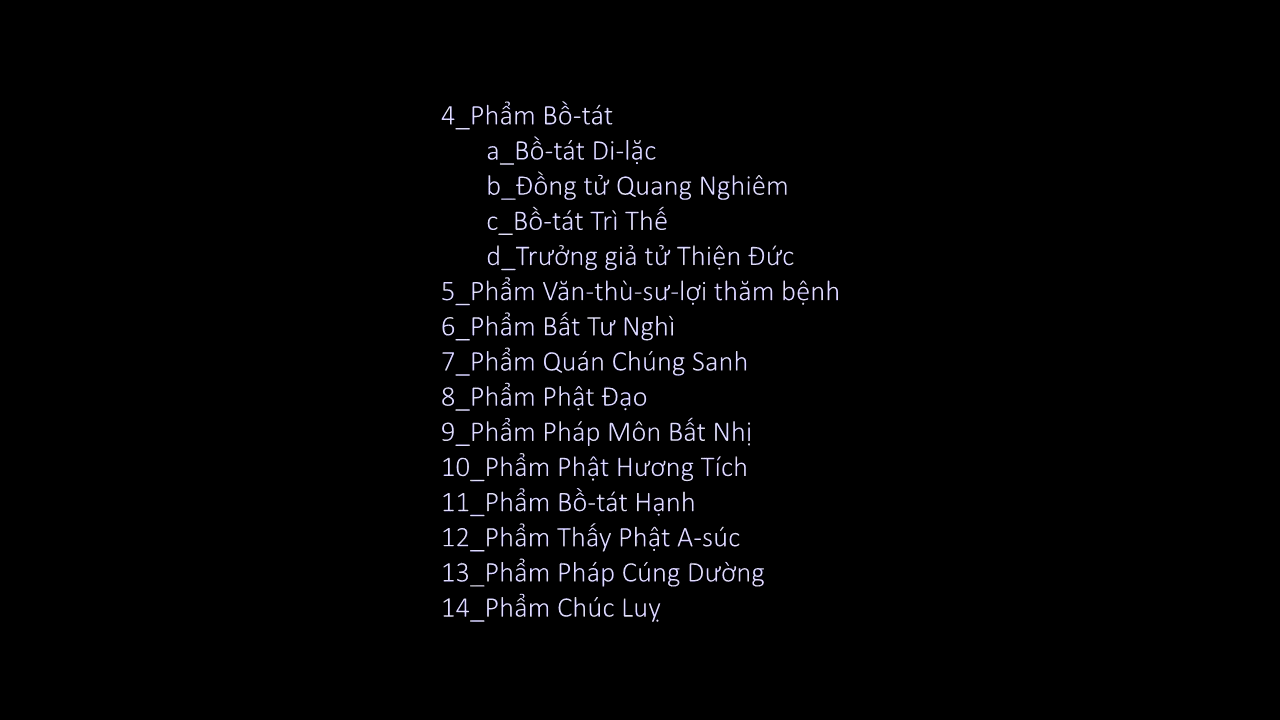 4_Phẩm Bồ-tát
a_Bồ-tát Di-lặc
b_Đồng tử Quang Nghiêm
c_Bồ-tát Trì Thế
d_Trưởng giả tử Thiện Đức
5_Phẩm Văn-thù-sư-lợi thăm bệnh
6_Phẩm Bất Tư Nghì
7_Phẩm Quán Chúng Sanh
8_Phẩm Phật Đạo
9_Phẩm Pháp Môn Bất Nhị
10_Phẩm Phật Hương Tích
11_Phẩm Bồ-tát Hạnh
12_Phẩm Thấy Phật A-súc
13_Phẩm Pháp Cúng Dường
14_Phẩm Chúc Luỵ